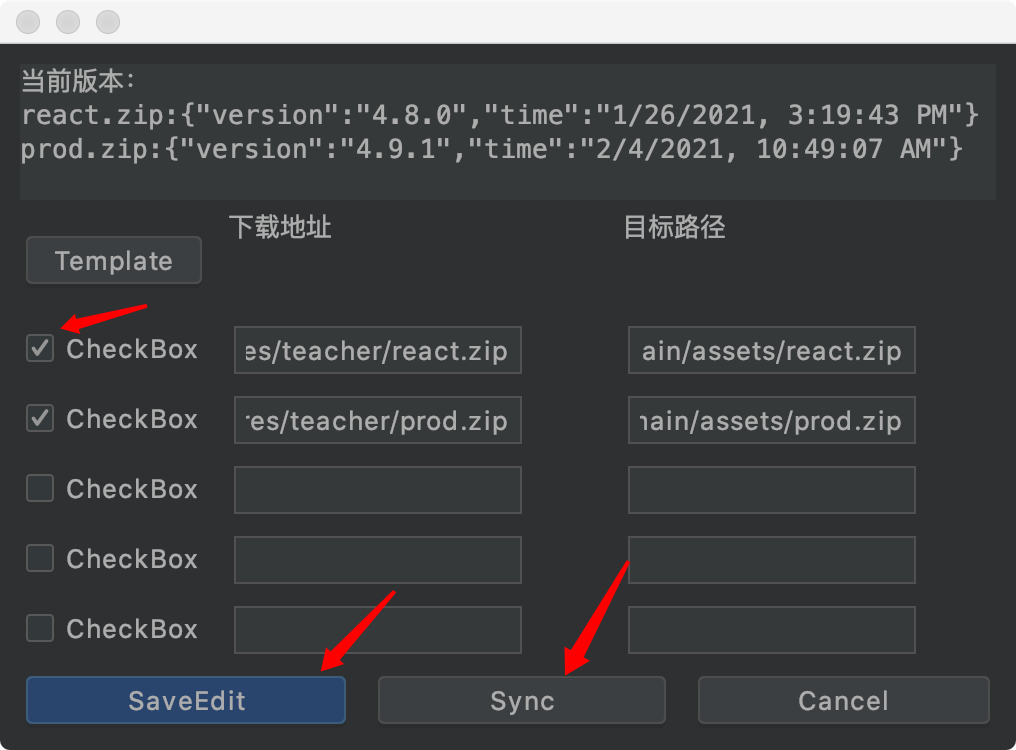 当前版本:
react.zip:{"version":"4.8.0","time":"1/26/2021, 3:19:43 PM"}
prod.zip:{"version":"4.9.1","time":"2/4/2021, 10:49:07 AM"}
下载地址 目标路径
Template
CheckBox es/teacher/react.zip ain/assets/react.zip
CheckBox res/teacher/prod.zip nain/assets/prod.zip
CheckBox
CheckBox
CheckBox
SaveEdit Sync Cancel